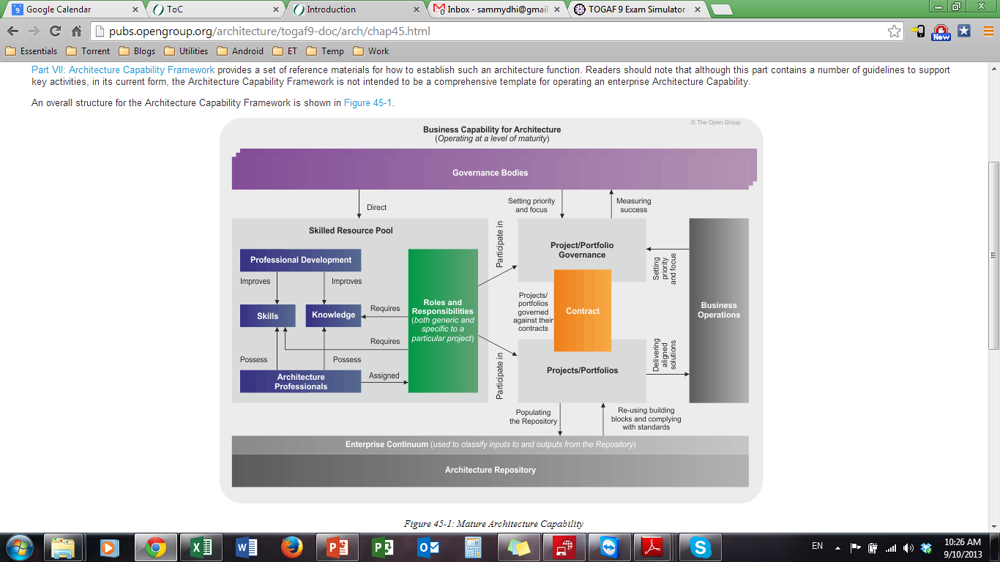 Google Calendar
ToC
Introduction
Inbox - sammydhi@gmail
TOGAF 9 Exam Simulator
pubs.opengroup.org/architecture/togaf9-doc/arch/chap45.html
New
Essentials
Torrent
Blogs
Utilities
Android
ET
Temp
Work
Part VII: Architecture Capability Framework provides a set of reference materials for how to establish such an architecture function. Readers should note that although this part contains a number of guidelines to support
key activities, in its current form, the Architecture Capability Framework is not intended to be a comprehensive template for operating an enterprise Architecture Capability.
An overall structure for the Architecture Capability Framework is shown in Figure 45-1.
© The Open Group
Business Capability for Architecture
(Operating at a level of maturity)
Governance Bodies
Direct
Setting priority
and focus
Measuring
success
Skilled Resource Pool
Professional Development
Improves
Improves
Skills
Knowledge
Requires
Requires
Possess
Possess
Architecture
Professionals
Assigned
Roles and
Responsibilities
(both generic and
specific to a
particular project)
Participate in
Participate in
Project/Portfolio
Governance
Projects/
portfolios
governed
against their
contracts
Contract
Projects/Portfolios
Setting
priority
and focus
Delivering
aligned
solutions
Business
Operations
Populating
the Repository
Re-using building
blocks and complying
with standards
Enterprise Continuum (used to classify inputs to and outputs from the Repository)
Architecture Repository
Figure 45-1: Mature Architecture Capability
EN
10:26 AM
9/10/2013